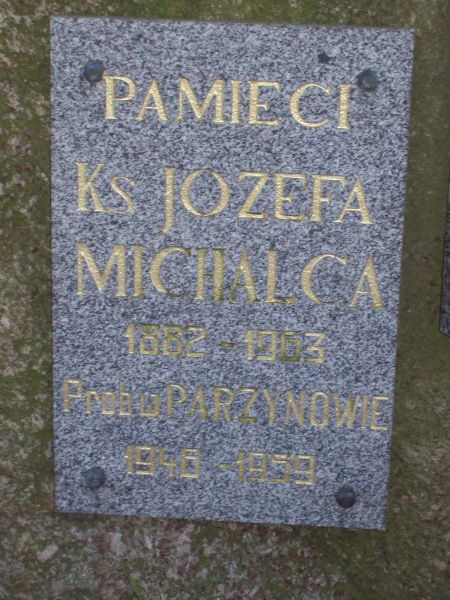 PAMIECI
Ks JOZEFA
MICHALCA
1882 - 1963
Prob w PARZYNOWIE
1946 - 1959